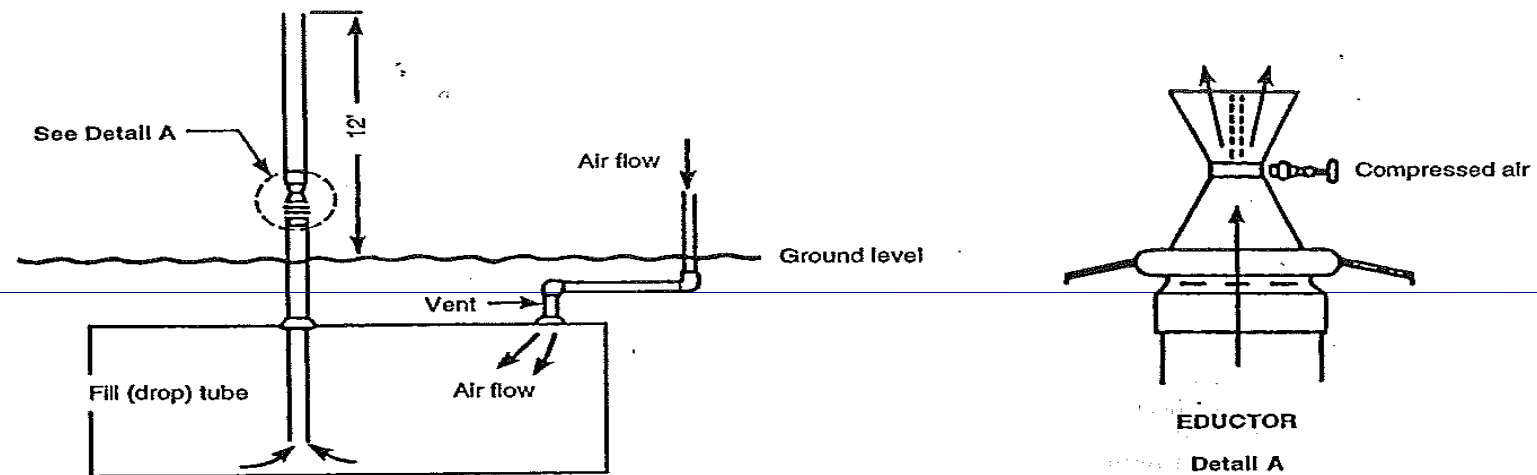 See Detail A
12'
Air flow
Ground level
Vent
Fill (drop) tube
Air flow
Compressed air
EDUCTOR
Detail A